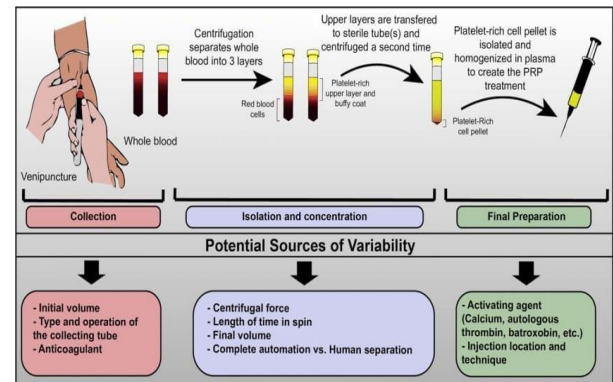 Centrifugation
separates whole
blood into 3 layers
Upper layers are transfered
to sterile tube(s) and
centrifuged a second time
Platelet-rich cell pellet
is isolated and
homogenized in plasma
to create the PRP
treatment
Red blood
cells
Platelet-rich
upper layer and
buffy coat
Platelet-Rich
cell pellet
Whole blood
Venipuncture
Collection
Isolation and concentration
Final Preparation
Potential Sources of Variability
- Initial volume
- Type and operation of
the collecting tube
- Anticoagulant
- Centrifugal force
- Length of time in spin
- Final volume
- Complete automation vs. Human separation
- Activating agent
(Calcium, autologous
thrombin, batroxobin, etc.)
- Injection location and
technique